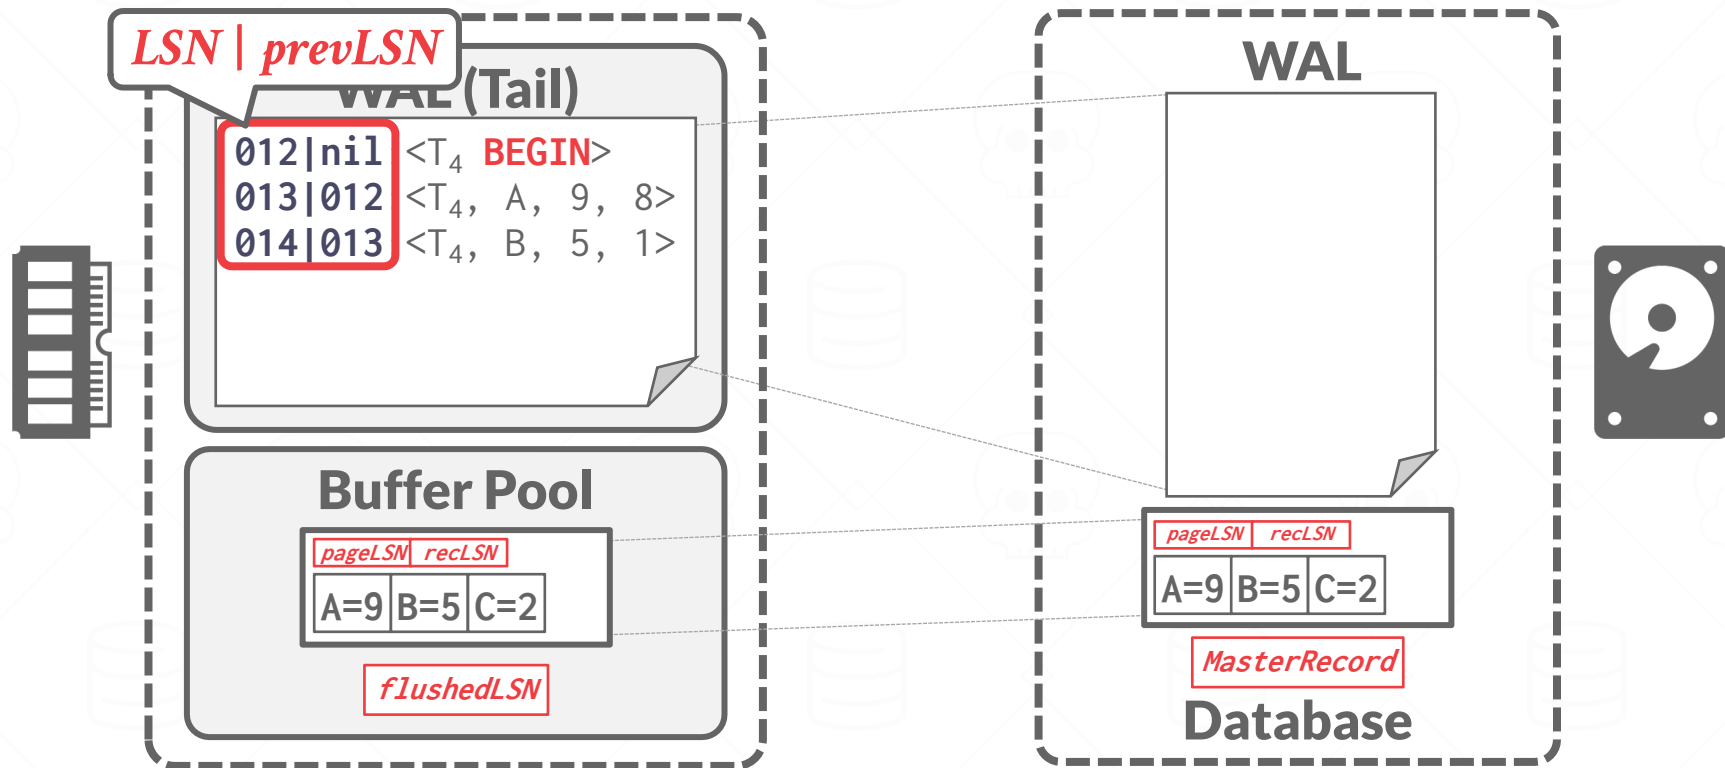 LSN | prevLSN
WAL (Tail)
012|nil <T₄ BEGIN>
013|012 <T₄, A, 9, 8>
014|013 <T₄, B, 5, 1>
Buffer Pool
pageLSN recLSN
A=9 B=5 C=2
flushedLSN
WAL
pageLSN recLSN
A=9 B=5 C=2
MasterRecord
Database